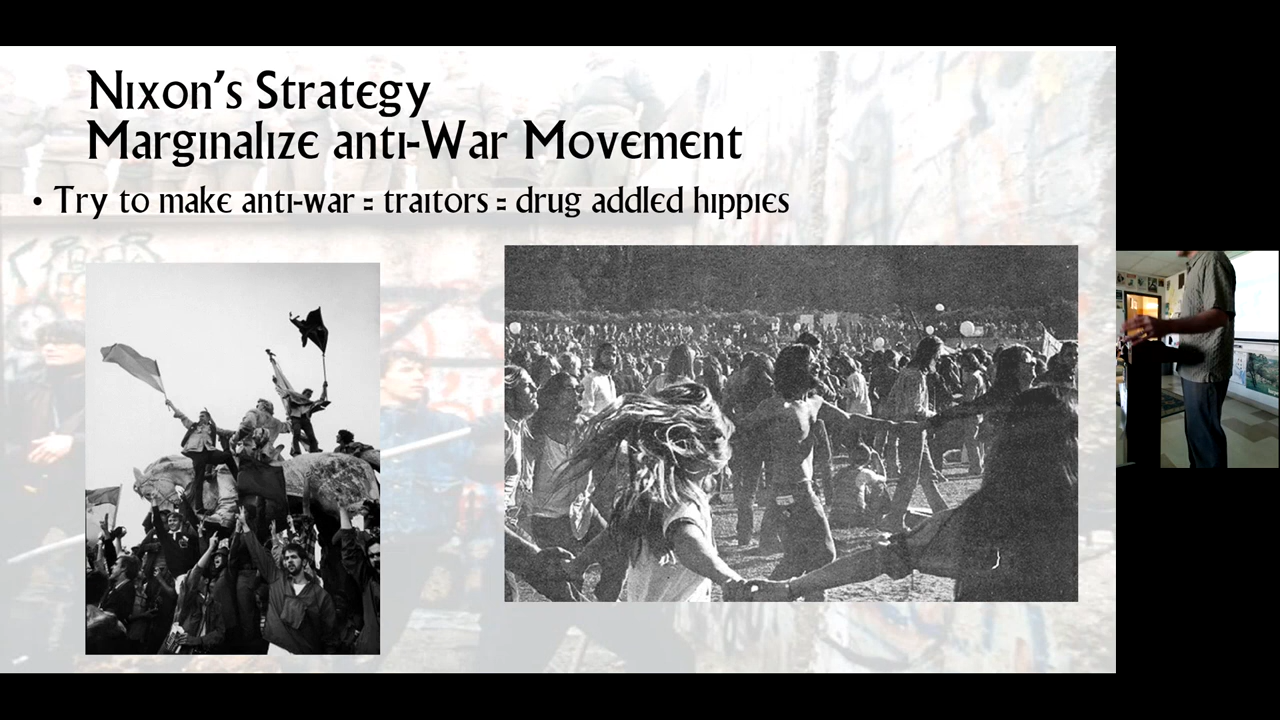 Nixon's Strategy
Marginalize anti-War Movement
• Try to make anti-war = traitors = drug addled hippies